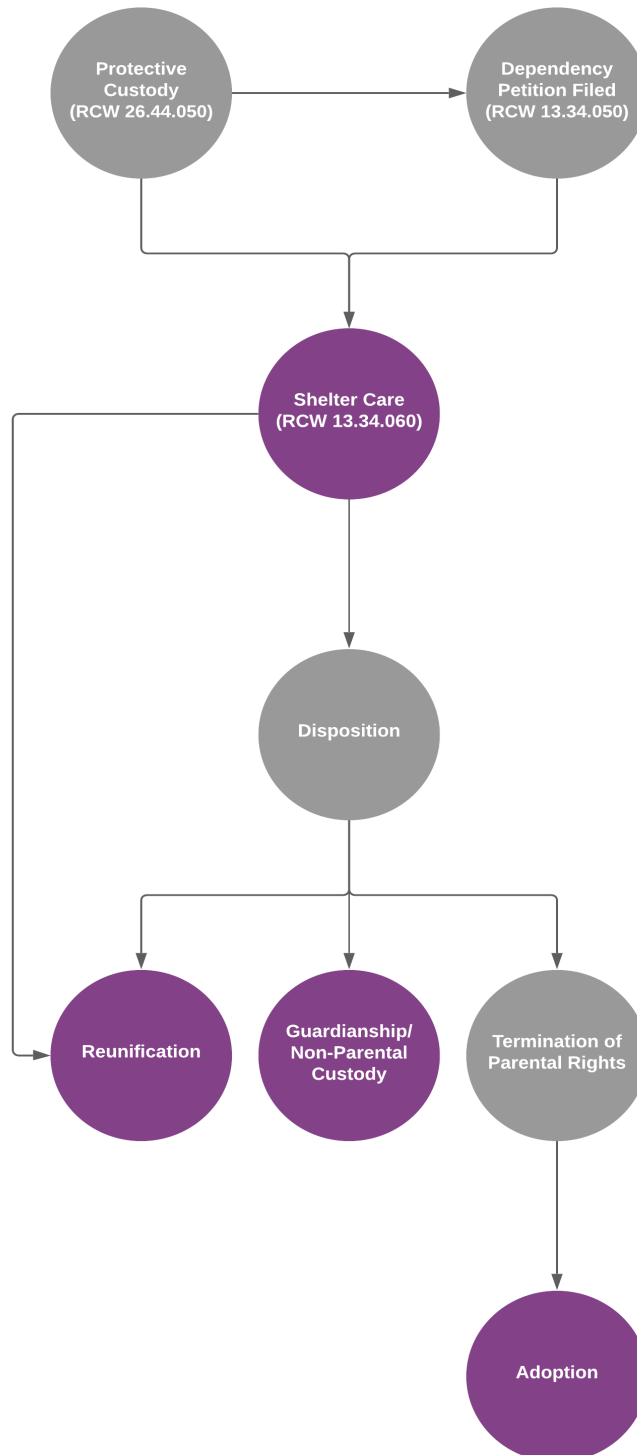 Protective
Custody
(RCW 26.44.050)
Dependency
Petition Filed
(RCW 13.34.050)
Shelter Care
(RCW 13.34.060)
Disposition
Reunification
Guardianship/
Non-Parental
Custody
Termination of
Parental Rights
Adoption